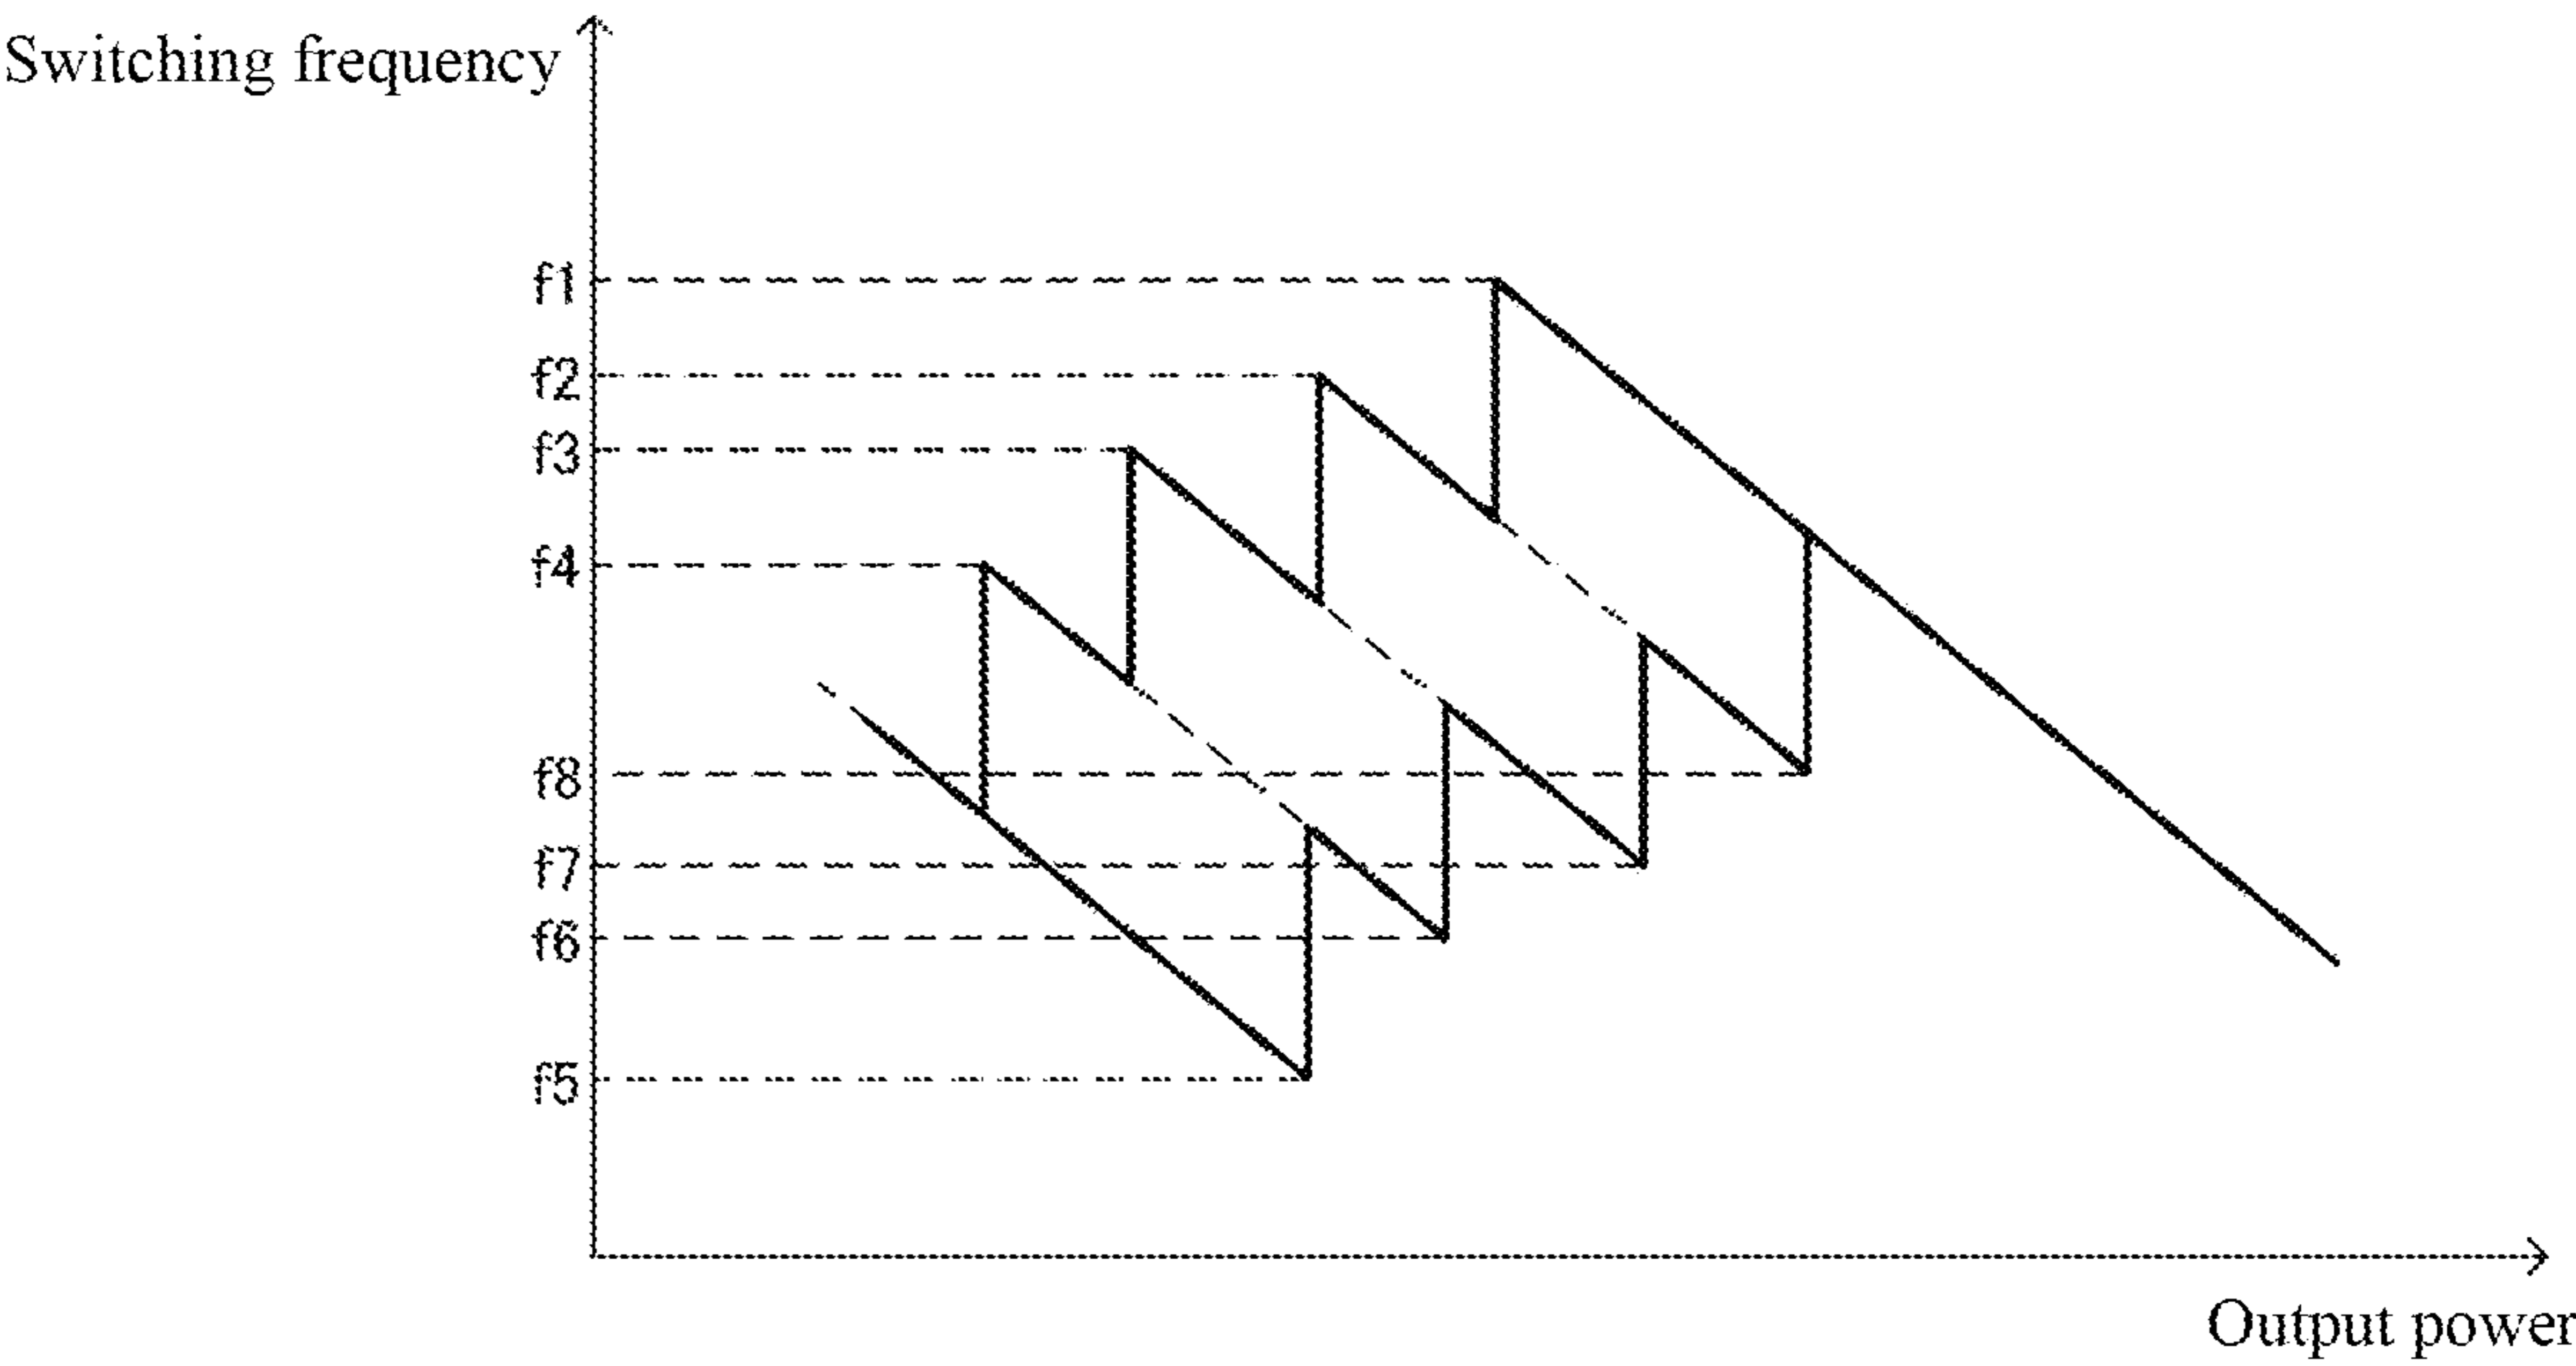 Switching frequency
f1
f2
f3
f4
f8
f7
f6
f5
Output power